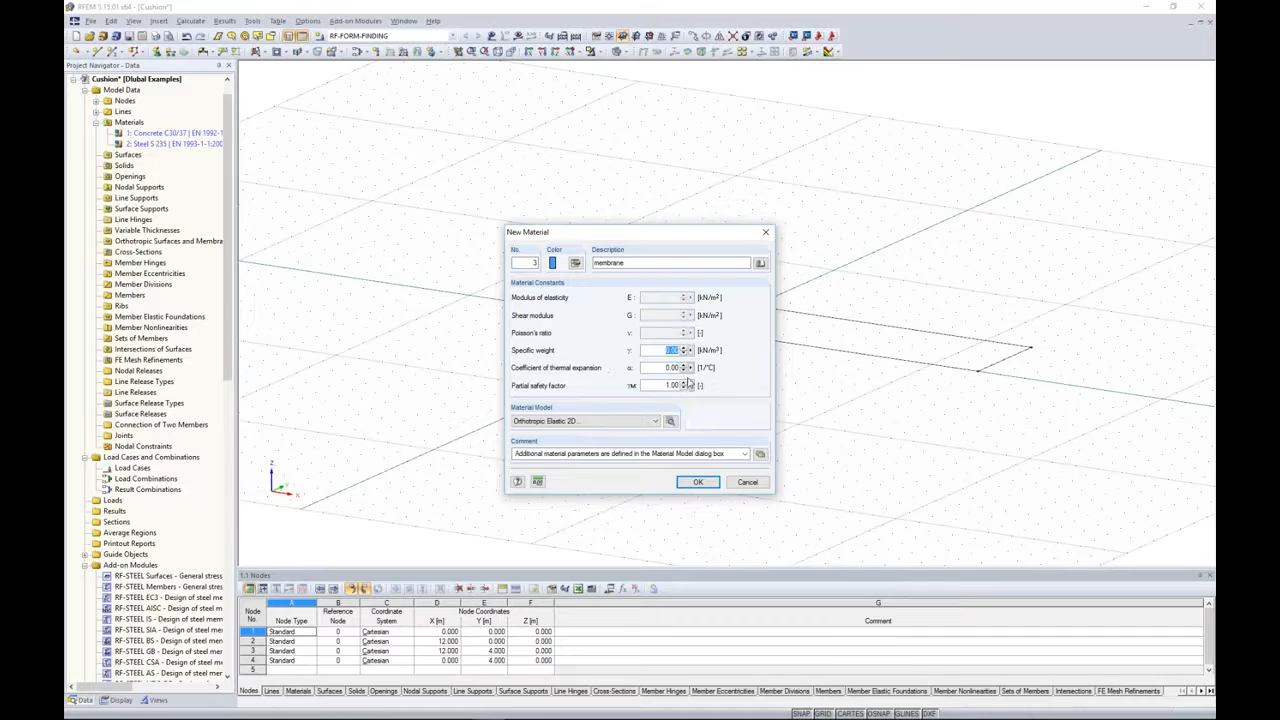 RFEM 5.15.01 x64 - [Cushion*]
File Edit View Insert Calculate Results Tools Table Options Add-on Modules Window Help
RF-FORM-FINDING
Project Navigator - Data
Cushion* [Dlubal Examples]
Model Data
Nodes
Lines
Materials
1: Concrete C30/37 | EN 1992-1
2: Steel S 235 | EN 1993-1-1:200
Surfaces
Solids
Openings
Nodal Supports
Line Supports
Surface Supports
Line Hinges
Variable Thicknesses
Orthotropic Surfaces and Membra
Cross-Sections
Member Hinges
Member Eccentricities
Member Divisions
Members
Ribs
Member Elastic Foundations
Member Nonlinearities
Sets of Members
Intersections of Surfaces
FE Mesh Refinements
Nodal Releases
Line Release Types
Line Releases
Surface Release Types
Surface Releases
Connection of Two Members
Joints
Nodal Constraints
Load Cases and Combinations
Load Cases
Load Combinations
Result Combinations
Loads
Results
Sections
Average Regions
Printout Reports
Guide Objects
Add-on Modules
RF-STEEL Surfaces - General stress
RF-STEEL Members - General stress
RF-STEEL EC3 - Design of steel me
RF-STEEL AISC - Design of steel m
RF-STEEL IS - Design of steel mem
RF-STEEL SIA - Design of steel me
RF-STEEL BS - Design of steel mer
RF-STEEL GB - Design of steel mer
RF-STEEL CSA - Design of steel me
RF-STEEL AS - Design of steel mer
Data Display Views
New Material
No. Color Description
3 membrane
Material Constants
Modulus of elasticity E : [kN/m2]
Shear modulus G : [kN/m2]
Poisson's ratio ν : [-]
Specific weight γ : 0.00 [kN/m3]
Coefficient of thermal expansion α : 0.00 [1/°C]
Partial safety factor γM : 1.00 [-]
Material Model
Orthotropic Elastic 2D...
Comment
Additional material parameters are defined in the Material Model dialog box
OK Cancel
Z
Y
X
1.1 Nodes
A B C D E F G
Node No. Node Type Reference Node Coordinate System Node Coordinates X [m] Y [m] Z [m] Comment
1 Standard 0 Cartesian 0.000 0.000 0.000
2 Standard 0 Cartesian 12.000 0.000 0.000
3 Standard 0 Cartesian 12.000 4.000 0.000
4 Standard 0 Cartesian 0.000 4.000 0.000
5
Nodes Lines Materials Surfaces Solids Openings Nodal Supports Line Supports Surface Supports Line Hinges Cross-Sections Member Hinges Member Eccentricities Member Divisions Members Member Elastic Foundations Member Nonlinearities Sets of Members Intersections FE Mesh Refinements
SNAP GRID CARTES OSNAP GLINES DXF